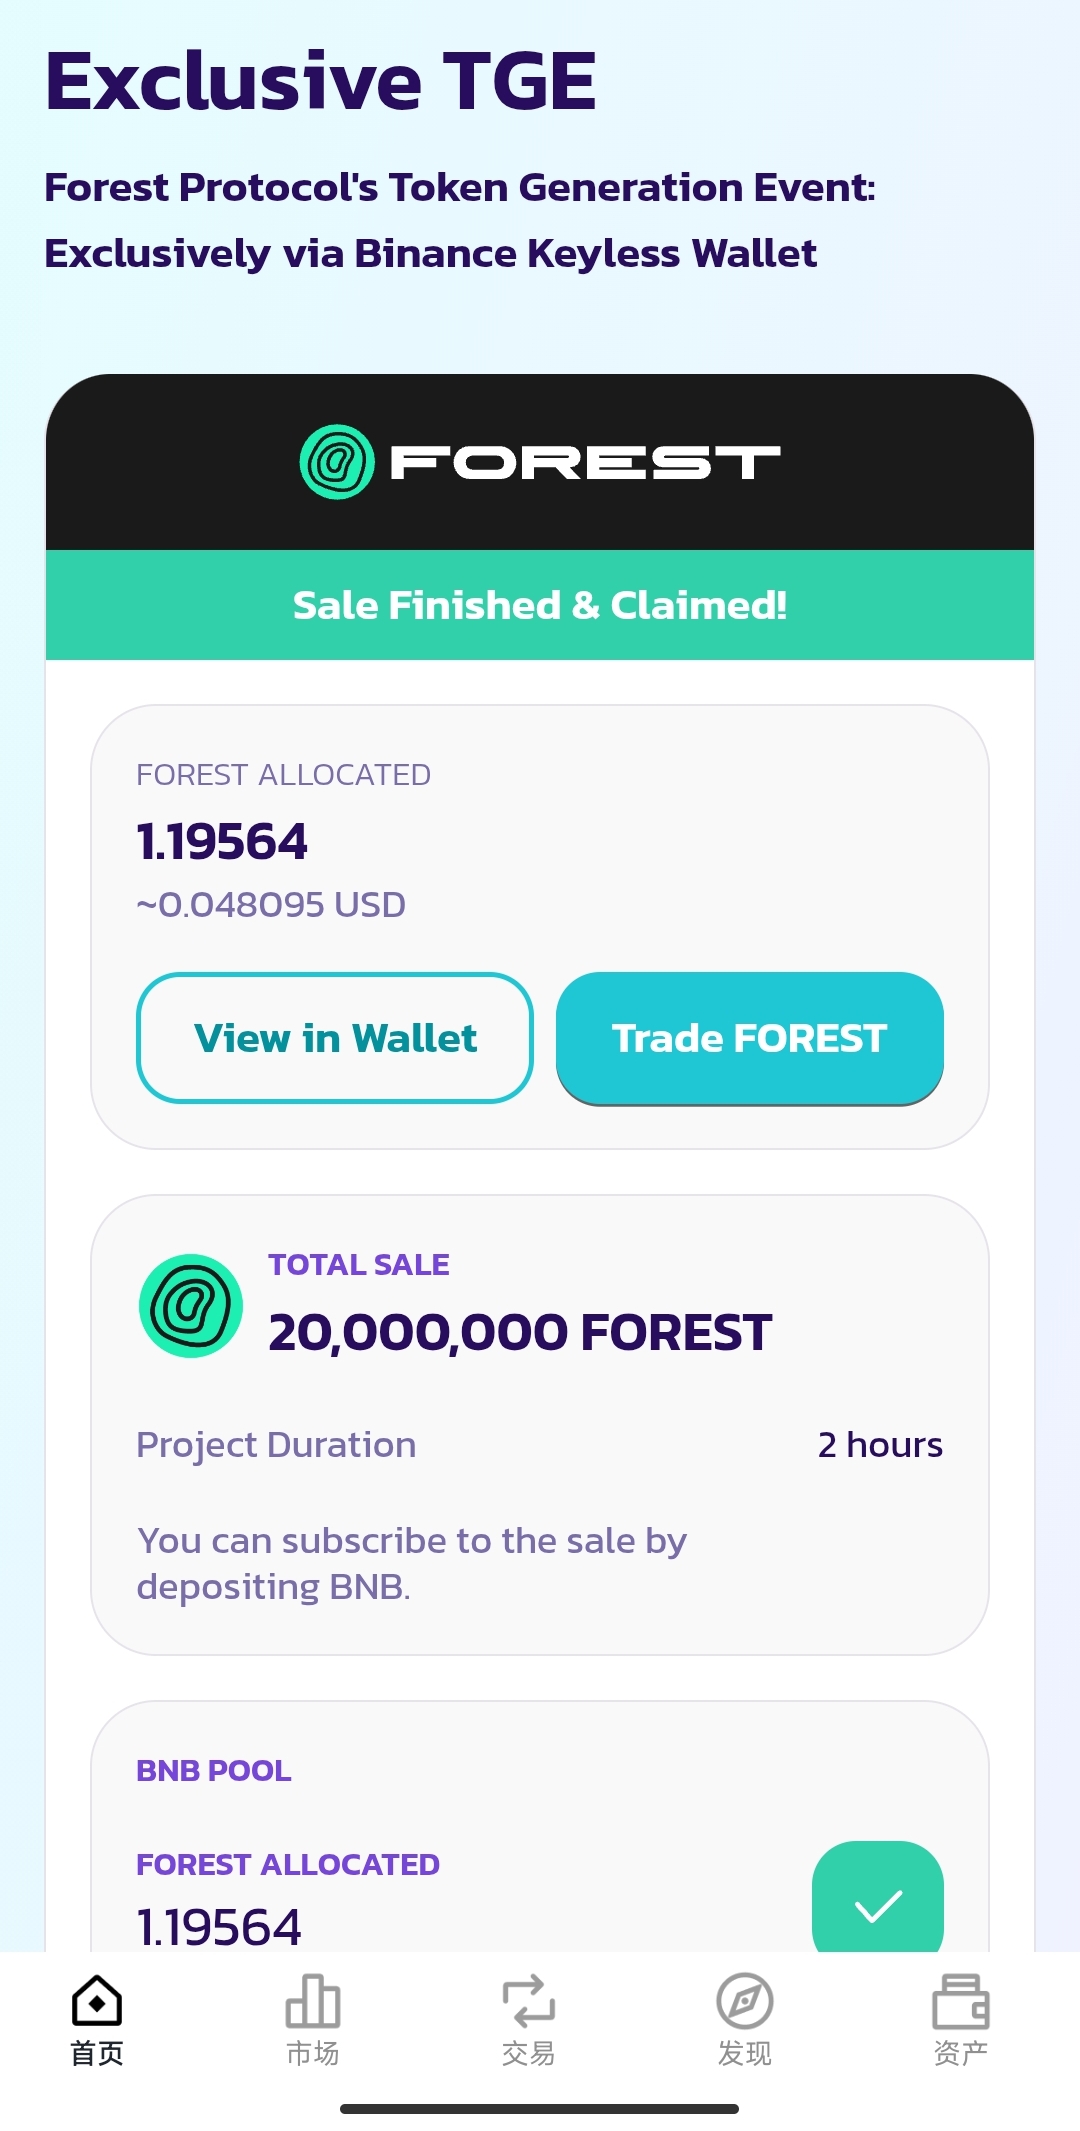 Exclusive TGE
Forest Protocol's Token Generation Event:
Exclusively via Binance Keyless Wallet
FOREST
Sale Finished & Claimed!
FOREST ALLOCATED
1.19564
~0.048095 USD
View in Wallet
Trade FOREST
TOTAL SALE
20,000,000 FOREST
Project Duration
2 hours
You can subscribe to the sale by
depositing BNB.
BNB POOL
FOREST ALLOCATED
1.19564
首页
市场
交易
发现
资产